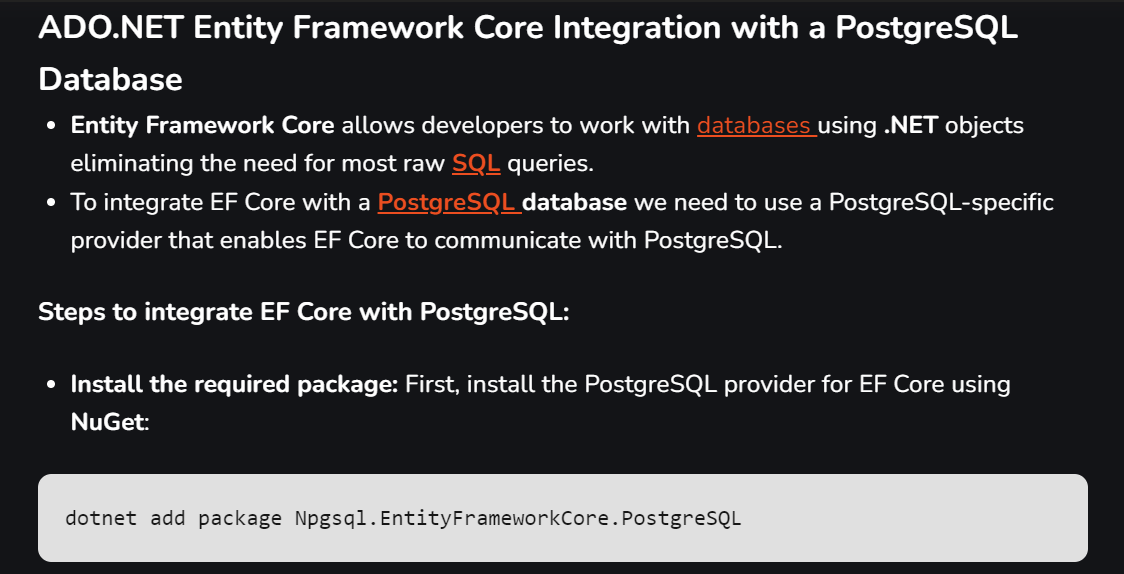 ADO.NET Entity Framework Core Integration with a PostgreSQL
Database
• Entity Framework Core allows developers to work with databases using .NET objects
eliminating the need for most raw SQL queries.
• To integrate EF Core with a PostgreSQL database we need to use a PostgreSQL-specific
provider that enables EF Core to communicate with PostgreSQL.
Steps to integrate EF Core with PostgreSQL:
• Install the required package: First, install the PostgreSQL provider for EF Core using
NuGet:
dotnet add package Npgsql.EntityFrameworkCore.PostgreSQL